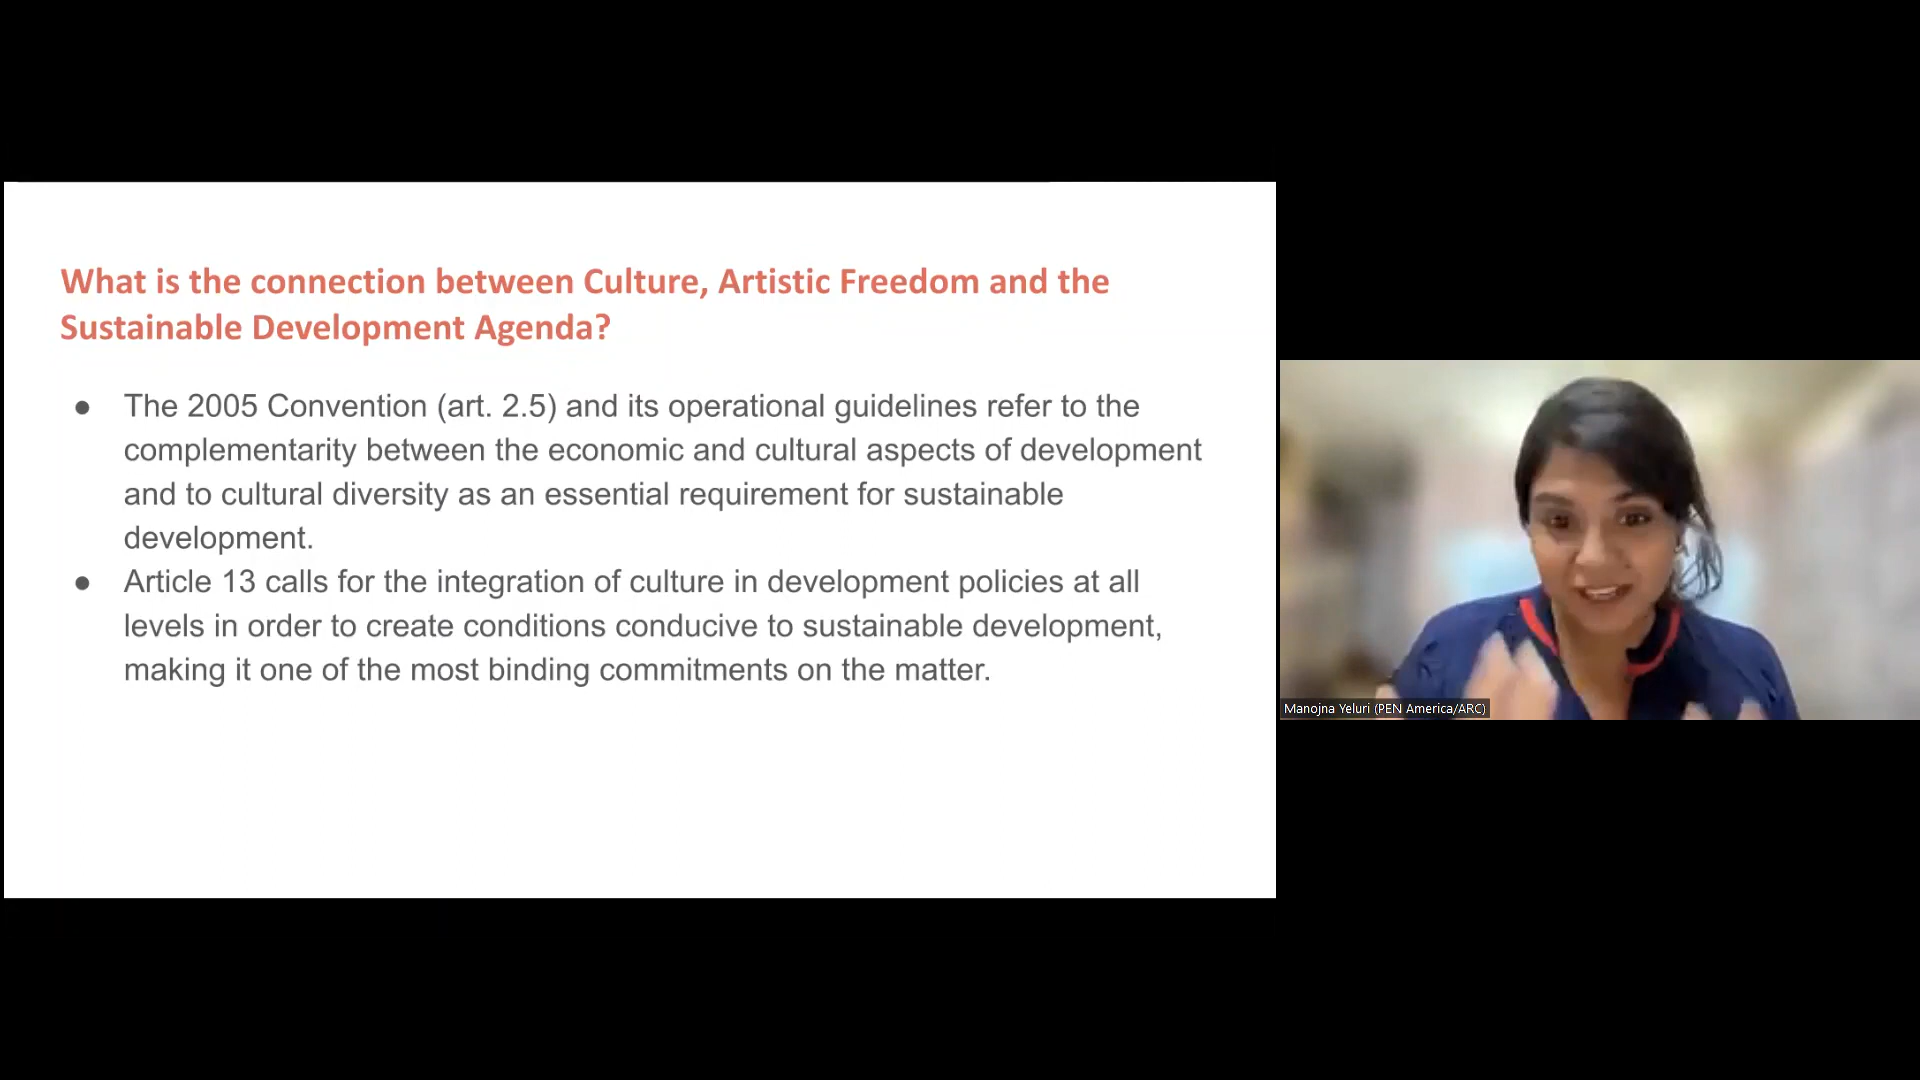 What is the connection between Culture, Artistic Freedom and the
Sustainable Development Agenda?
● The 2005 Convention (art. 2.5) and its operational guidelines refer to the
complementarity between the economic and cultural aspects of development
and to cultural diversity as an essential requirement for sustainable
development.
● Article 13 calls for the integration of culture in development policies at all
levels in order to create conditions conducive to sustainable development,
making it one of the most binding commitments on the matter.
Manojna Yeluri (PEN America/ARC)